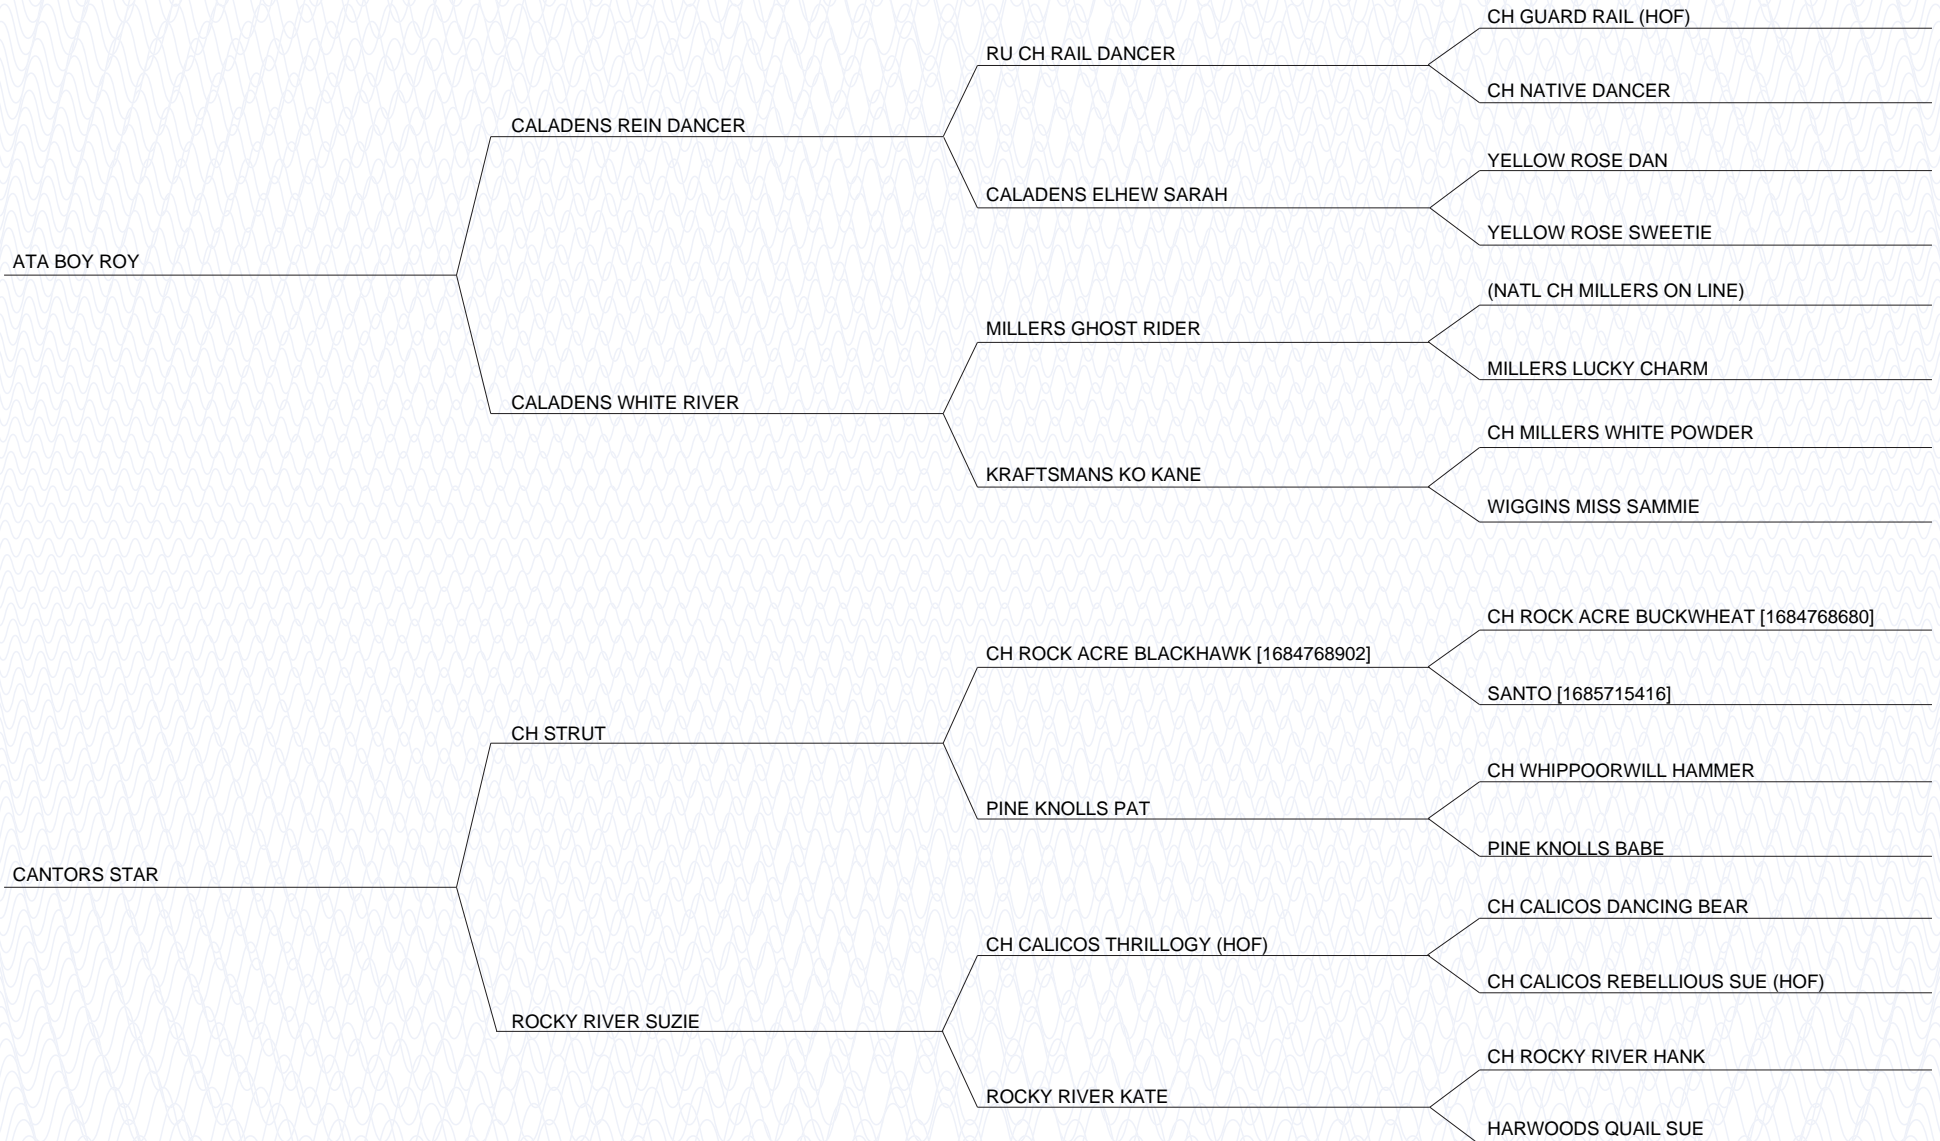 CH GUARD RAIL (HOF)
RU CH RAIL DANCER
CH NATIVE DANCER
CALADENS REIN DANCER
YELLOW ROSE DAN
CALADENS ELHEW SARAH
YELLOW ROSE SWEETIE
ATA BOY ROY
(NATL CH MILLERS ON LINE)
MILLERS GHOST RIDER
MILLERS LUCKY CHARM
CALADENS WHITE RIVER
CH MILLERS WHITE POWDER
KRAFTSMANS KO KANE
WIGGINS MISS SAMMIE
CH ROCK ACRE BUCKWHEAT [1684768680]
CH ROCK ACRE BLACKHAWK [1684768902]
SANTO [1685715416]
CH STRUT
CH WHIPPOORWILL HAMMER
PINE KNOLLS PAT
PINE KNOLLS BABE
CANTORS STAR
CH CALICOS DANCING BEAR
CH CALICOS THRILLOGY (HOF)
CH CALICOS REBELLIOUS SUE (HOF)
ROCKY RIVER SUZIE
CH ROCKY RIVER HANK
ROCKY RIVER KATE
HARWOODS QUAIL SUE